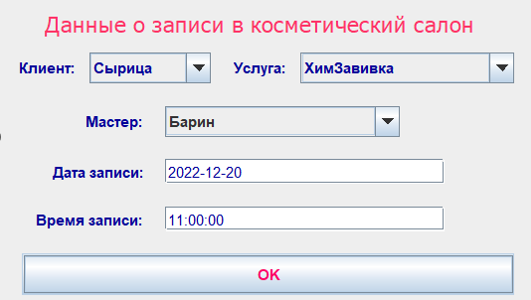 Данные о записи в косметический салон
Клиент: Сырица Услуга: ХимЗавивка
Мастер: Барин
Дата записи: 2022-12-20
Время записи: 11:00:00
OK